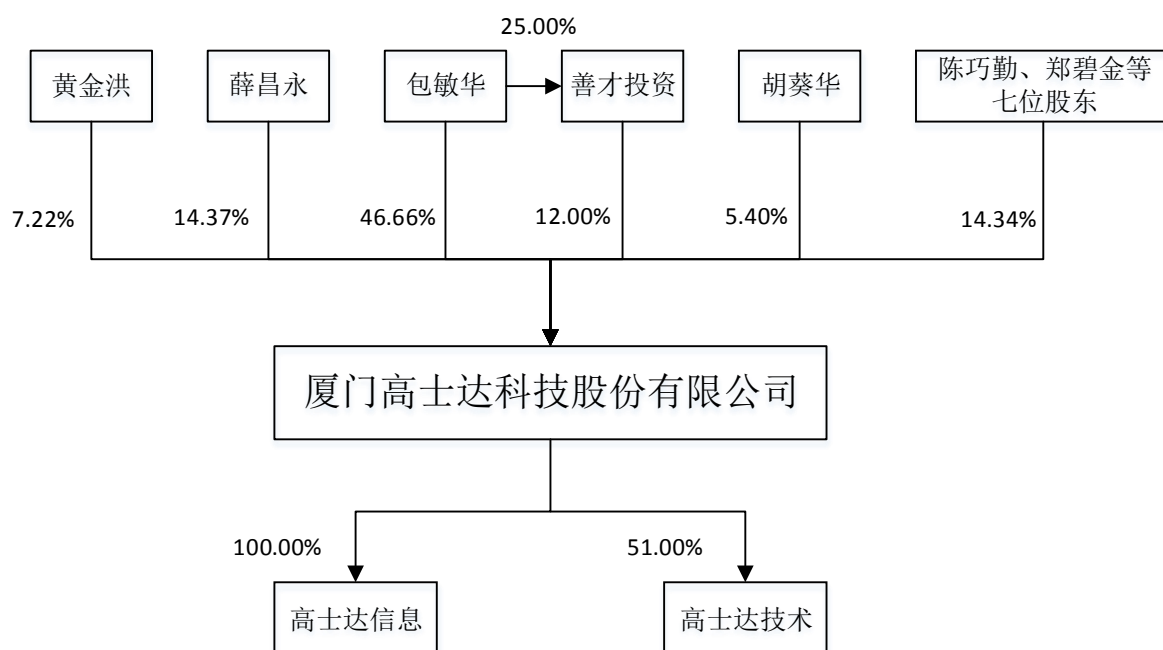 25.00%
黄金洪
薛昌永
包敏华
善才投资
胡葵华
陈巧勤、郑碧金等
七位股东
7.22%
14.37%
46.66%
12.00%
5.40%
14.34%
厦门高士达科技股份有限公司
100.00%
51.00%
高士达信息
高士达技术